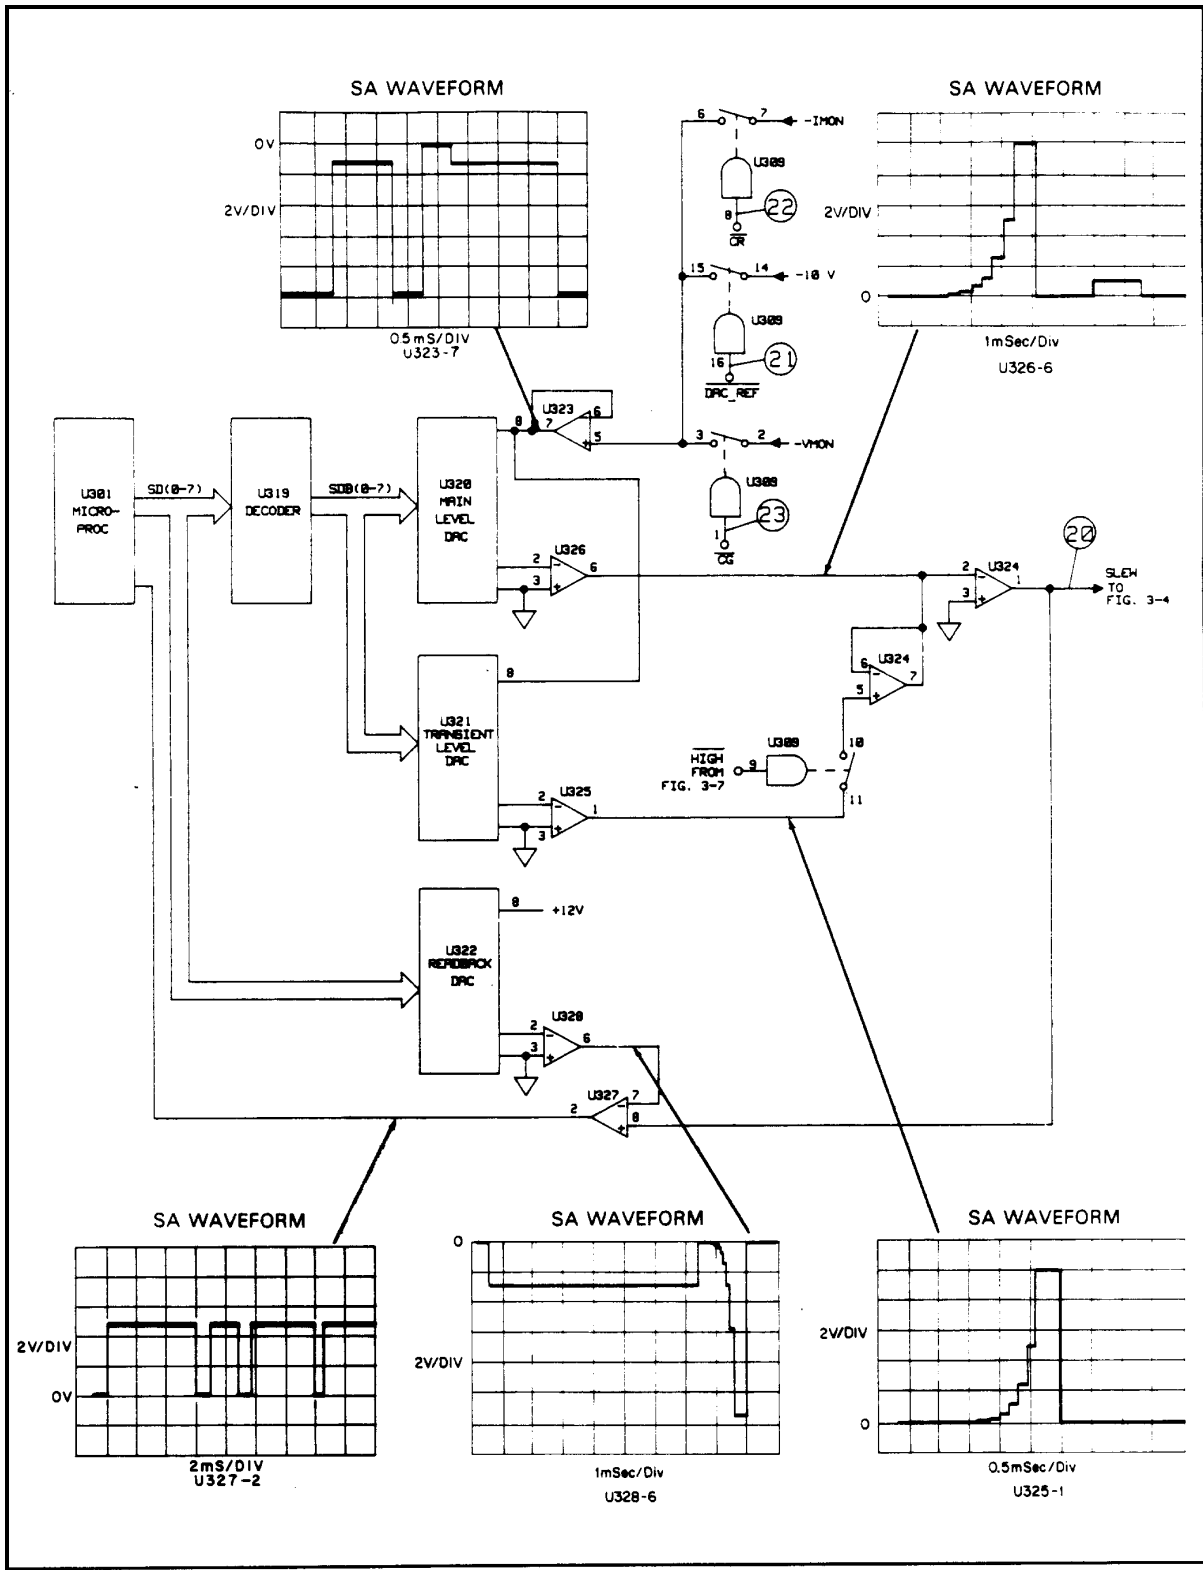 SA WAVEFORM
0V
2V/DIV
0.5mS/DIV
U323-7
6
7
-IMON
U309
22
8
CR
15
14
-10 V
U309
21
16
DAC_REF
3
2
-VMON
U309
23
1
CG
SA WAVEFORM
2V/DIV
0
1mSec/Div
U326-6
U301
MICRO-
PROC
SD(0-7)
U319
DECODER
SDB(0-7)
U320
MAIN
LEVEL
DAC
8
7
U323
6
5
2
3
U326
6
2
3
U324
1
20
SLEW
TO
FIG. 3-4
U321
TRANSIENT
LEVEL
DAC
8
2
3
U325
1
6
5
U324
7
HIGH
FROM
FIG. 3-7
9
U309
10
11
U322
READBACK
DAC
8
+12V
2
3
U328
6
2
U327
7
8
SA WAVEFORM
2V/DIV
0V
2mS/DIV
U327-2
SA WAVEFORM
0
2V/DIV
1mSec/Div
U328-6
SA WAVEFORM
2V/DIV
0
0.5mSec/Div
U325-1